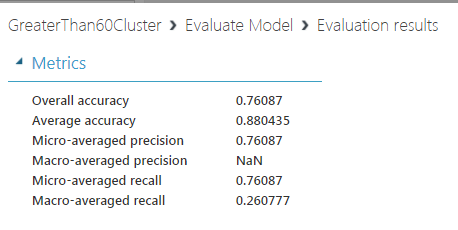 GreaterThan60Cluster › Evaluate Model › Evaluation results
Metrics
Overall accuracy 0.76087
Average accuracy 0.880435
Micro-averaged precision 0.76087
Macro-averaged precision NaN
Micro-averaged recall 0.76087
Macro-averaged recall 0.260777